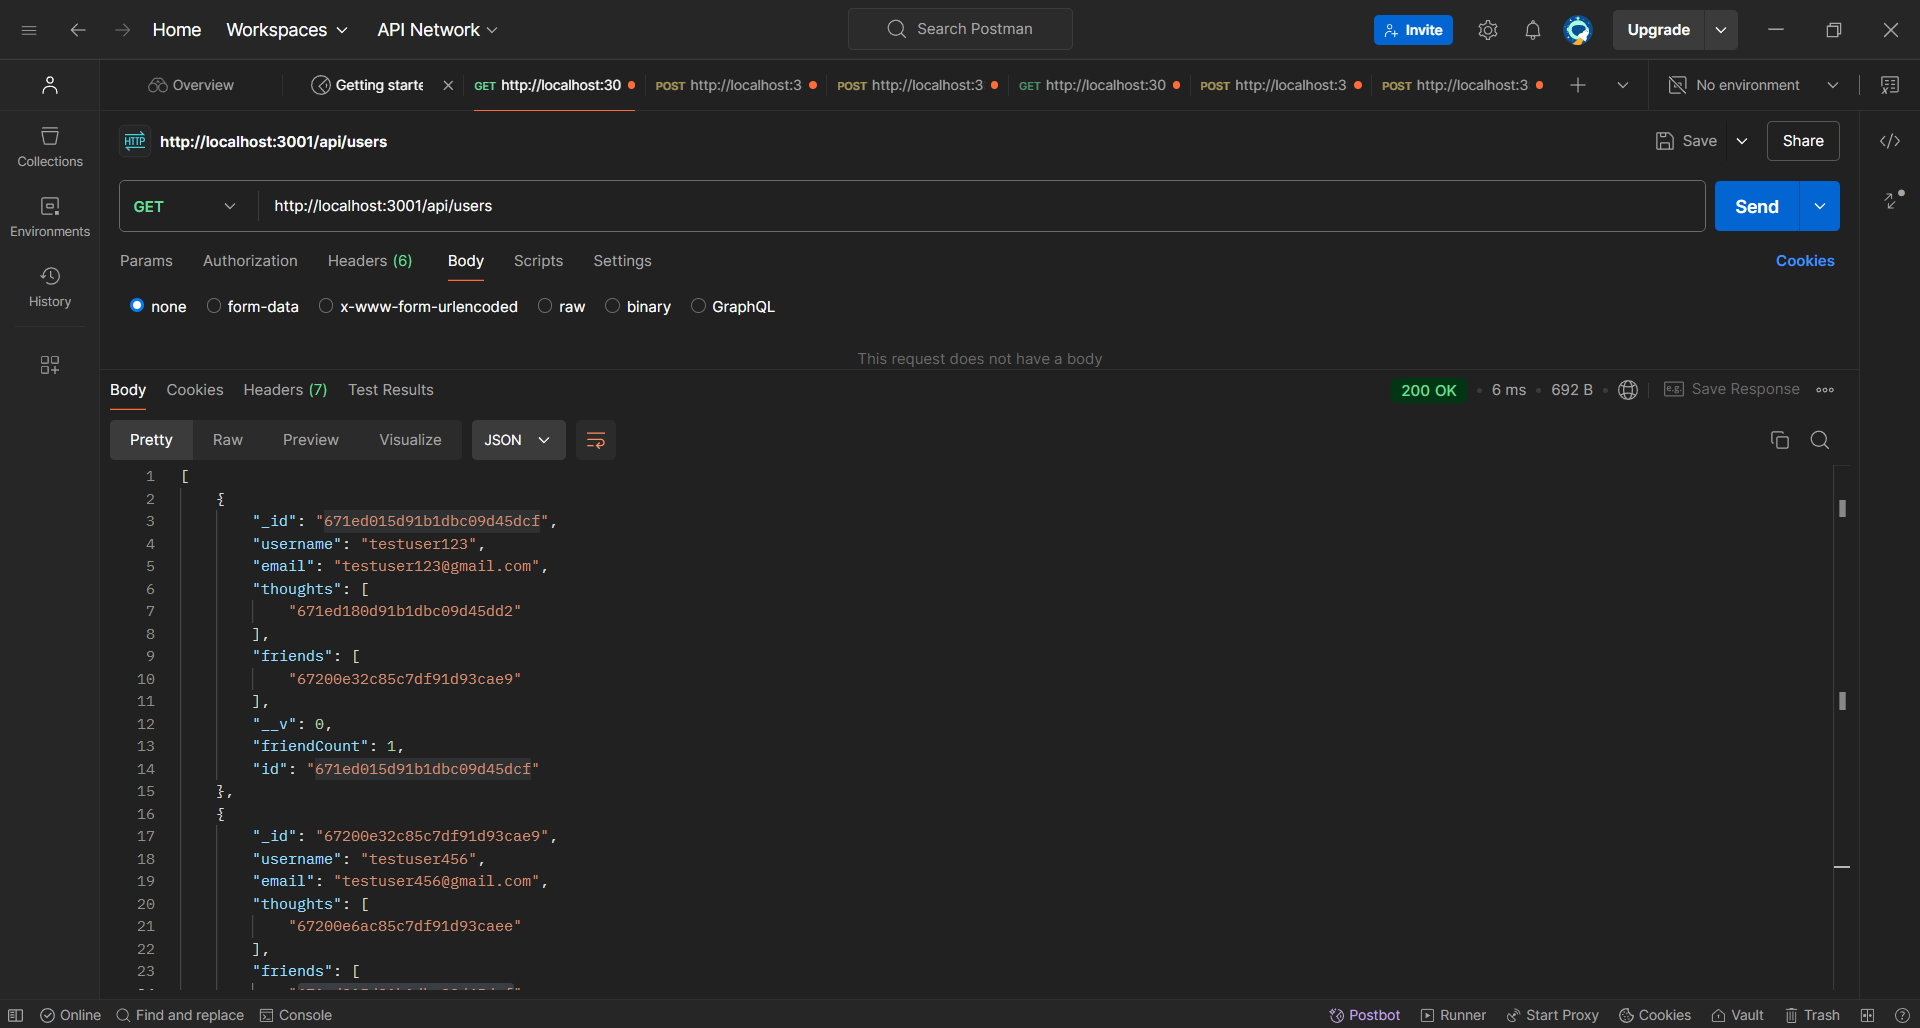 Home Workspaces API Network Search Postman Invite Upgrade
Overview Getting starte GET http://localhost:30 POST http://localhost:3 POST http://localhost:3 GET http://localhost:30 POST http://localhost:3 POST http://localhost:3 No environment
Collections
Environments
History
HTTP http://localhost:3001/api/users Save Share
GET http://localhost:3001/api/users Send
Params Authorization Headers (6) Body Scripts Settings Cookies
none form-data x-www-form-urlencoded raw binary GraphQL
This request does not have a body
Body Cookies Headers (7) Test Results 200 OK 6 ms 692 B e.g. Save Response
Pretty Raw Preview Visualize JSON
1 [
2 {
3 "_id": "671ed015d91b1dbc09d45dcf",
4 "username": "testuser123",
5 "email": "testuser123@gmail.com",
6 "thoughts": [
7 "671ed180d91b1dbc09d45dd2"
8 ],
9 "friends": [
10 "67200e32c85c7df91d93cae9"
11 ],
12 "__v": 0,
13 "friendCount": 1,
14 "id": "671ed015d91b1dbc09d45dcf"
15 },
16 {
17 "_id": "67200e32c85c7df91d93cae9",
18 "username": "testuser456",
19 "email": "testuser456@gmail.com",
20 "thoughts": [
21 "67200e6ac85c7df91d93caee"
22 ],
23 "friends": [
Online Find and replace Console Postbot Runner Start Proxy Cookies Vault Trash